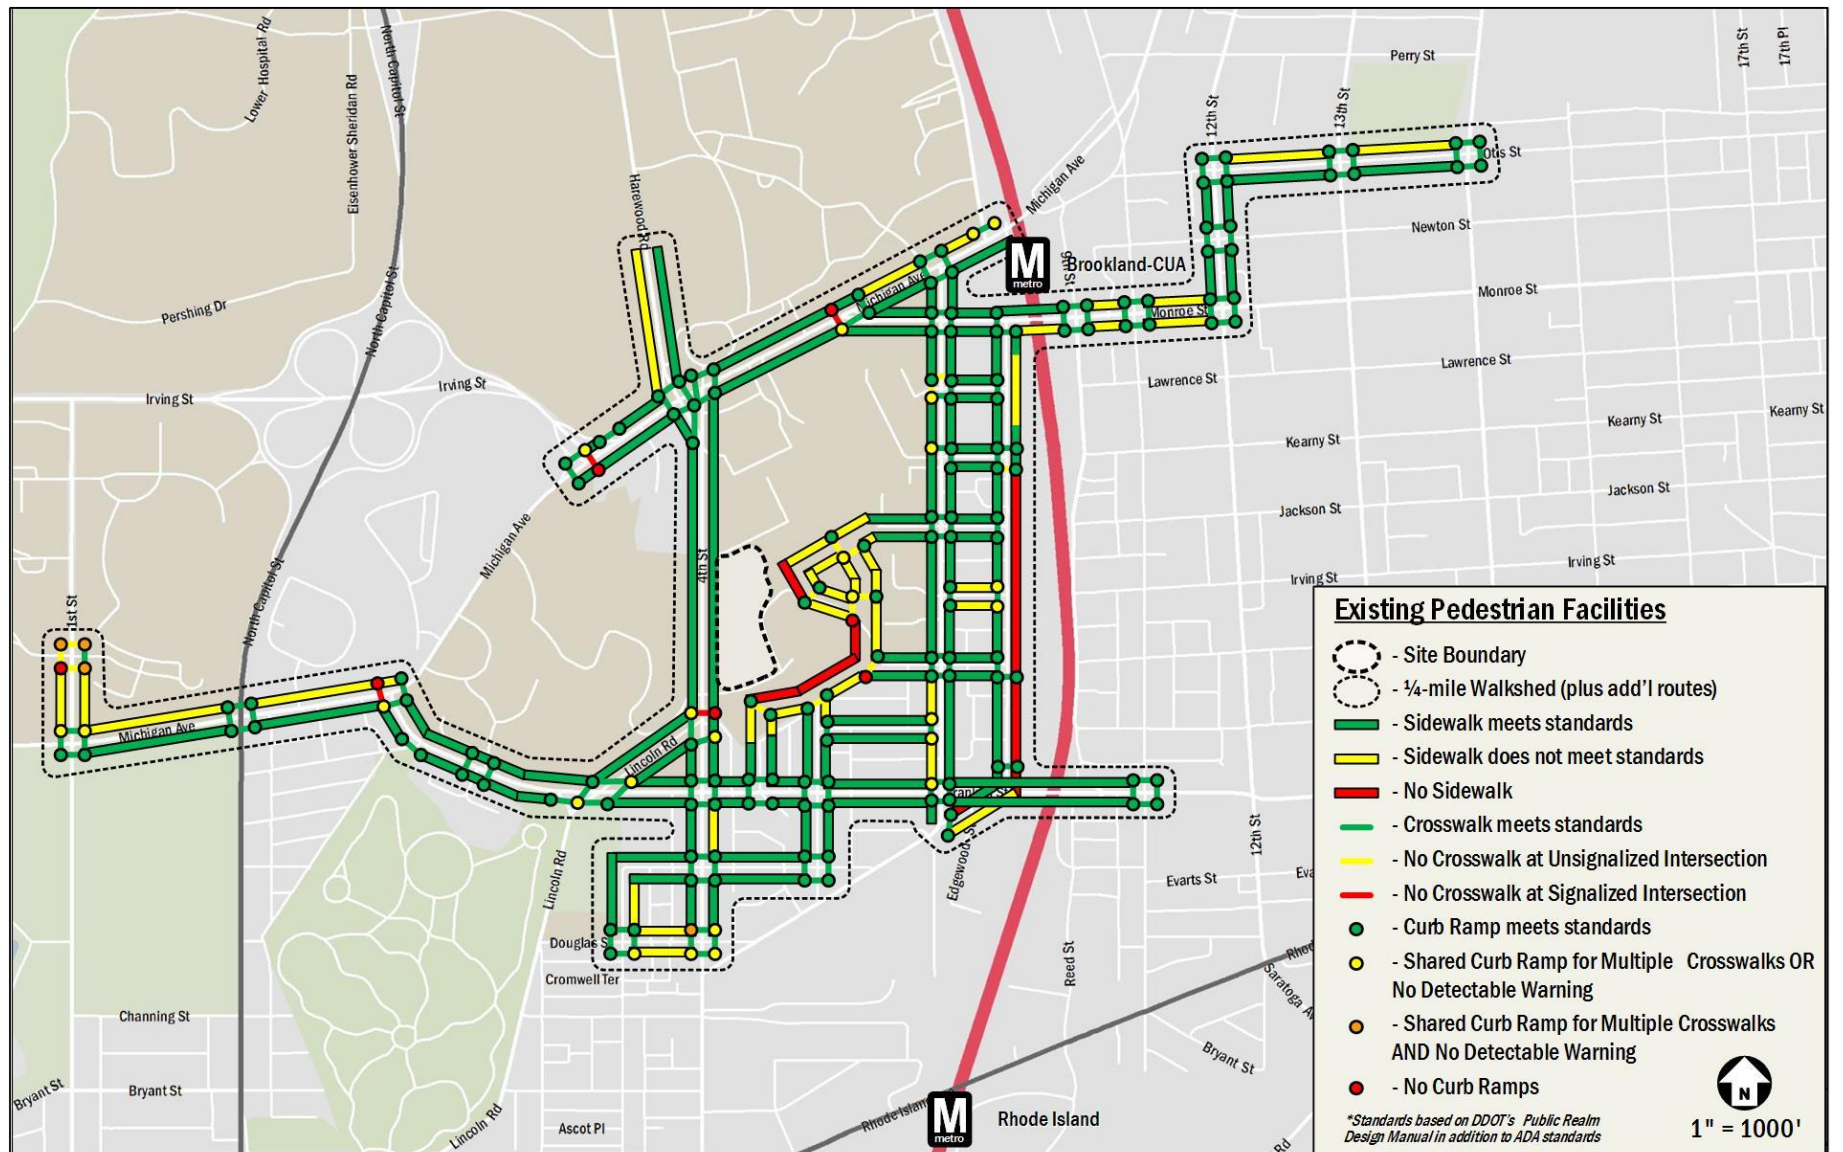 Lower Hospital Rd
Eisenhower Sheridan Rd
North Capitol St
Perry St
17th St
17th Pl
12th St
13th St
Otis St
Harewood Rd
Michigan Ave
Newton St
9th St
M
metro
Brookland-CUA
Pershing Dr
North Capitol St
Michigan Ave
Monroe St
Monroe St
Irving St
Irving St
Lawrence St
Lawrence St
Kearny St
Kearny St
Kearny St
Jackson St
Jackson St
Michigan Ave
4th St
Irving St
Irving St
1st St
North Capitol St
Michigan Ave
Lincoln Rd
12th St
Edgewood S
Evarts St
Eva
Lincoln Rd
Douglas S
Cromwell Ter
Reed St
Rhod
Saratoga Av
Channing St
Bryant St
Bryant St
Bryant St
Lincoln Rd
Ascot Pl
Rhode Island
M
metro
Rhode Island
Rd
Existing Pedestrian Facilities
- Site Boundary
- ¼-mile Walkshed (plus add'l routes)
- Sidewalk meets standards
- Sidewalk does not meet standards
- No Sidewalk
- Crosswalk meets standards
- No Crosswalk at Unsignalized Intersection
- No Crosswalk at Signalized Intersection
- Curb Ramp meets standards
- Shared Curb Ramp for Multiple Crosswalks OR
No Detectable Warning
- Shared Curb Ramp for Multiple Crosswalks
AND No Detectable Warning
- No Curb Ramps
*Standards based on DDOT's Public Realm
Design Manual in addition to ADA standards
N
1" = 1000'